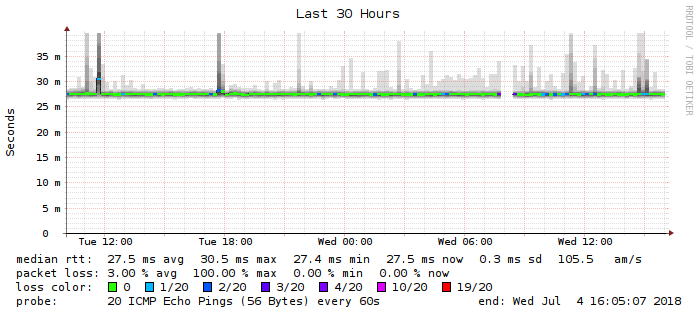 Last 30 Hours
RRDTOOL / TOBI OETIKER
Seconds
35 m
30 m
25 m
20 m
15 m
10 m
5 m
0
Tue 12:00 Tue 18:00 Wed 00:00 Wed 06:00 Wed 12:00
median rtt: 27.5 ms avg 30.5 ms max 27.4 ms min 27.5 ms now 0.3 ms sd 105.5 am/s
packet loss: 3.00 % avg 100.00 % max 0.00 % min 0.00 % now
loss color: 0 1/20 2/20 3/20 4/20 10/20 19/20
probe: 20 ICMP Echo Pings (56 Bytes) every 60s end: Wed Jul 4 16:05:07 2018